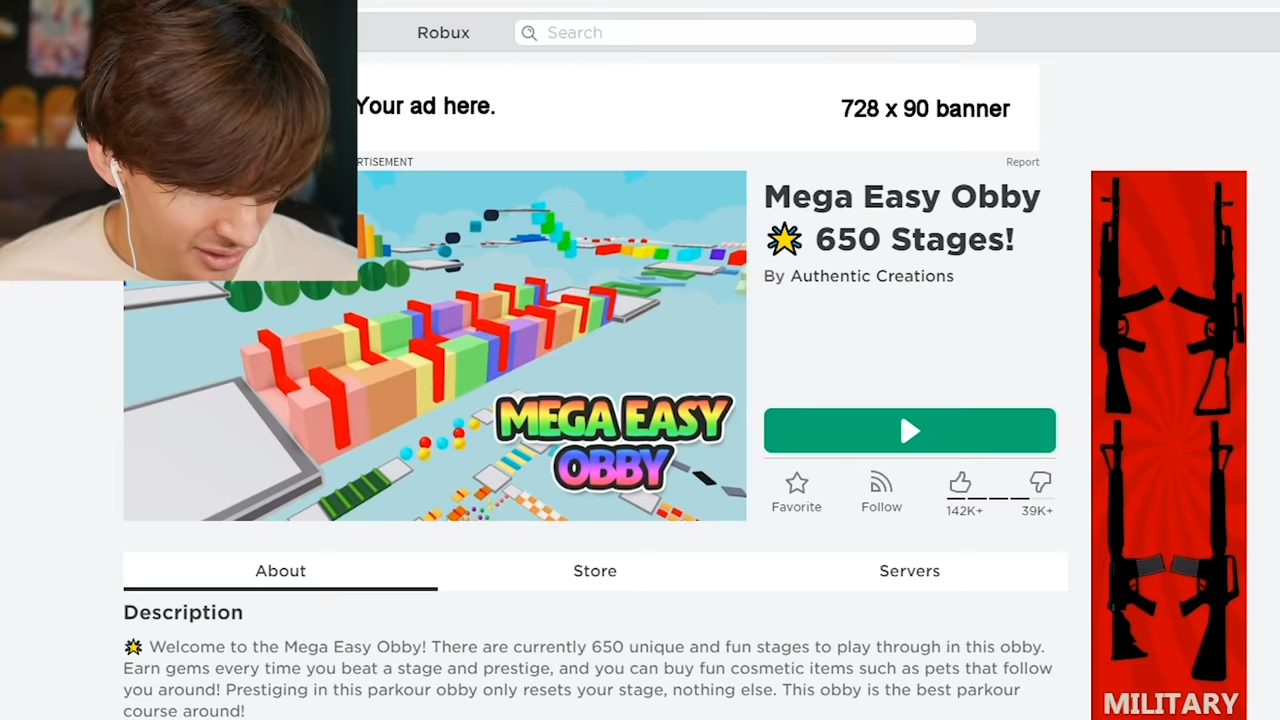 Robux
Search
Your ad here.
728 x 90 banner
RTISEMENT
Report
Mega Easy Obby
650 Stages!
By Authentic Creations
MEGA EASY
OBBY
Favorite
Follow
142K+
39K+
About
Store
Servers
Description
Welcome to the Mega Easy Obby! There are currently 650 unique and fun stages to play through in this obby.
Earn gems every time you beat a stage and prestige, and you can buy fun cosmetic items such as pets that follow
you around! Prestiging in this parkour obby only resets your stage, nothing else. This obby is the best parkour
course around!
MILITARY